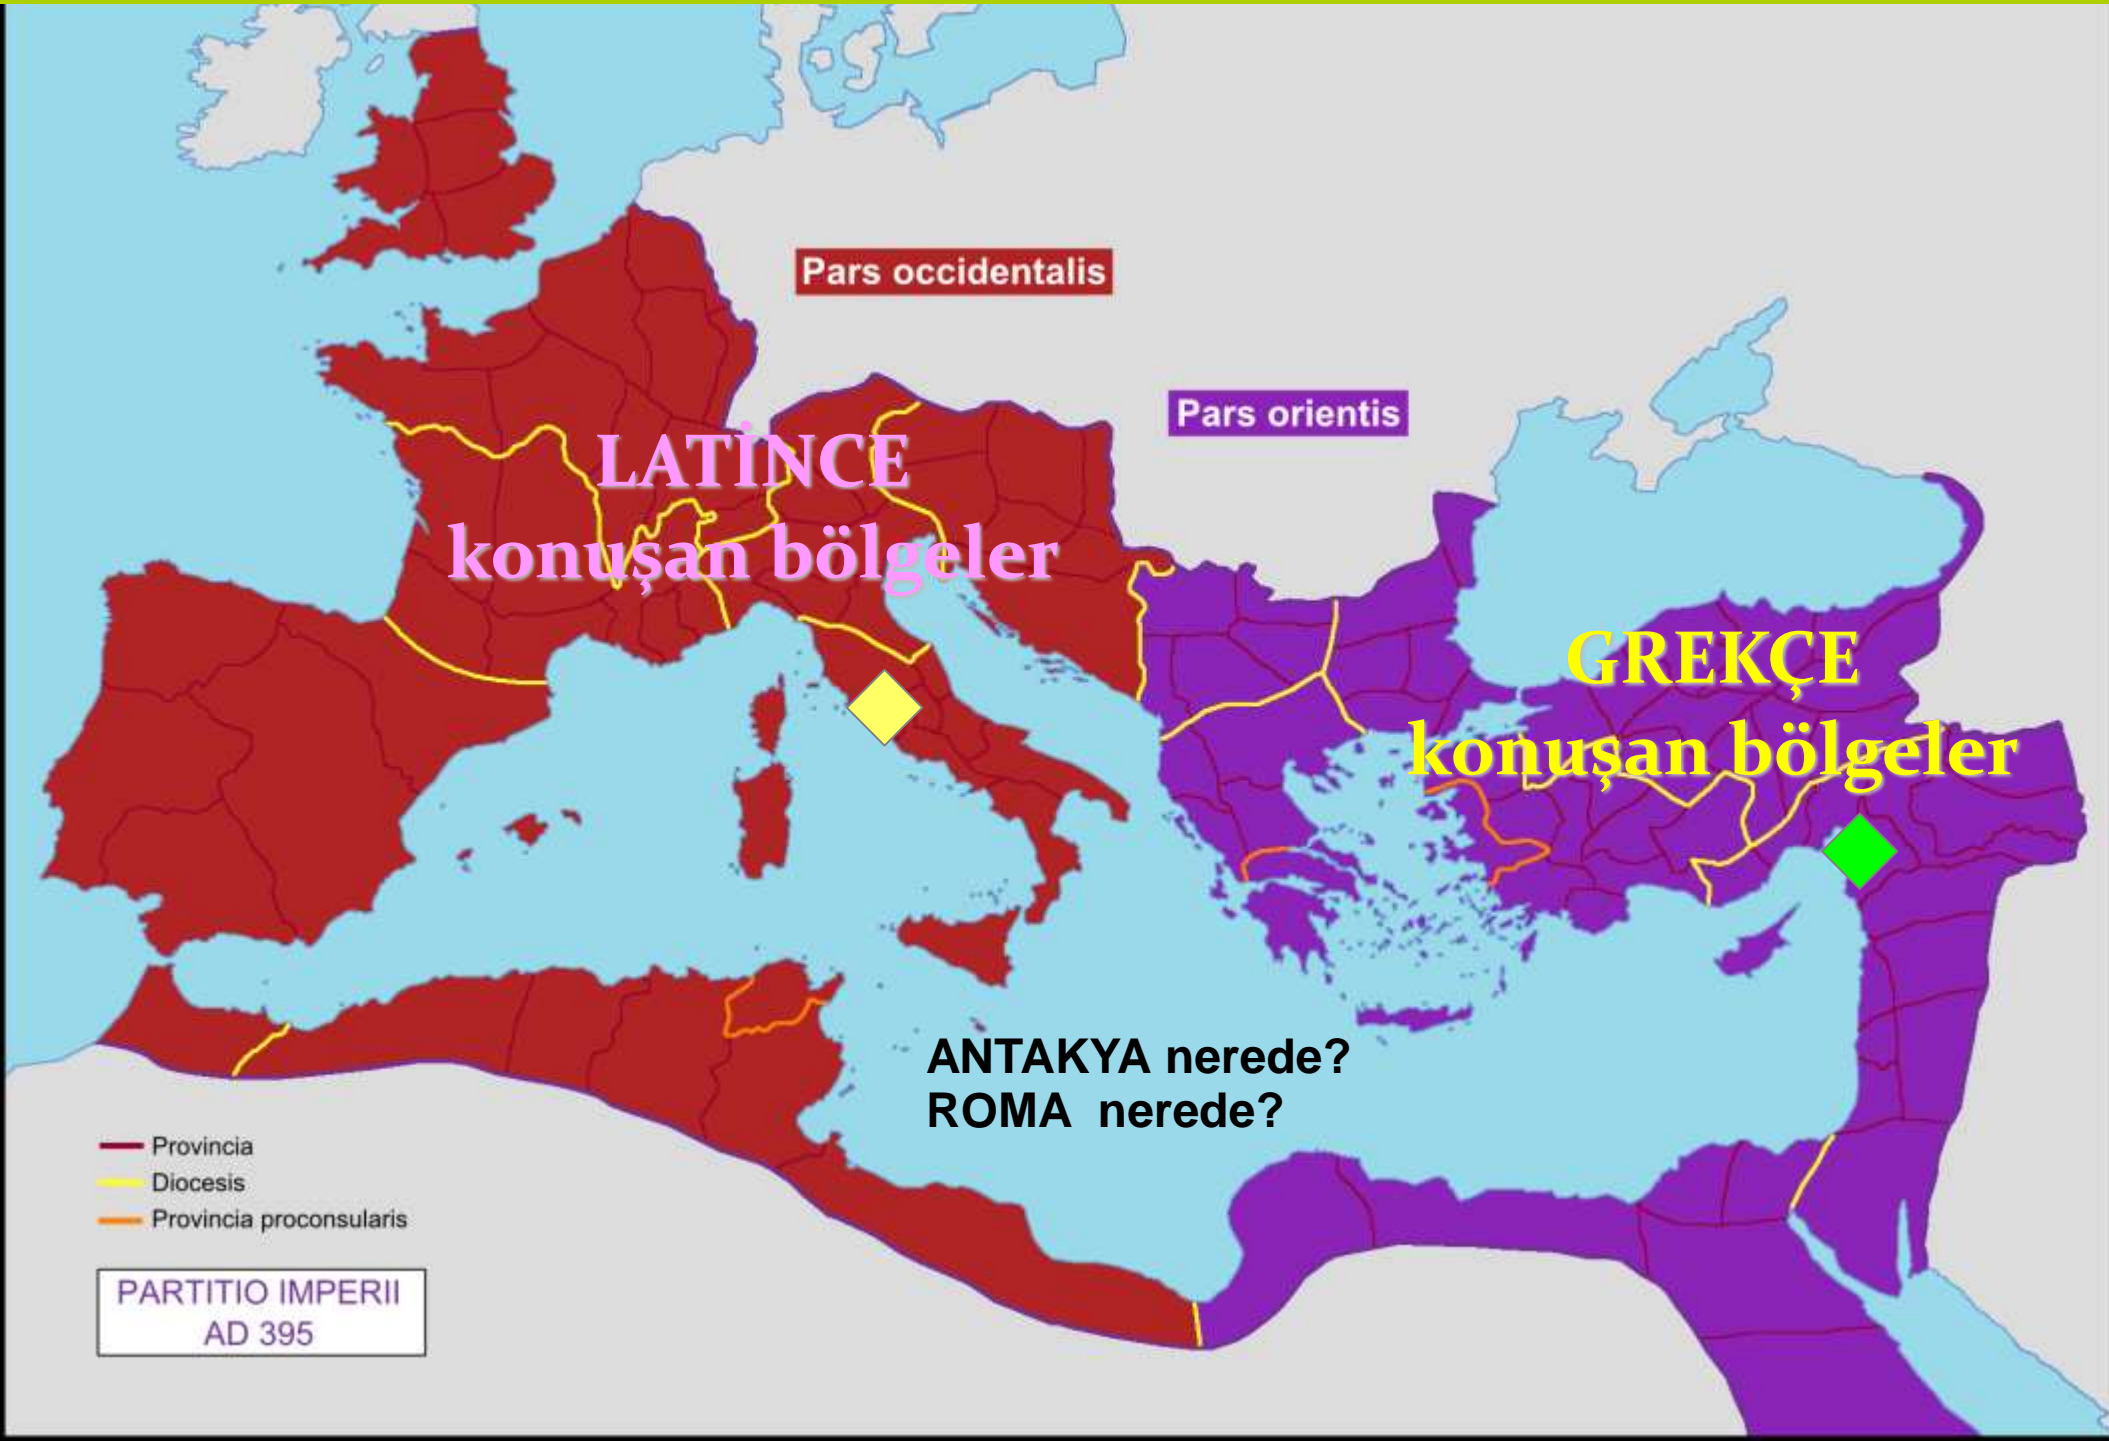 Pars occidentalis
Pars orientis
LATİNCE
konuşan bölgeler
GREKÇE
konuşan bölgeler
ANTAKYA nerede?
ROMA nerede?
Provincia
Diocesis
Provincia proconsularis
PARTITIO IMPERII
AD 395